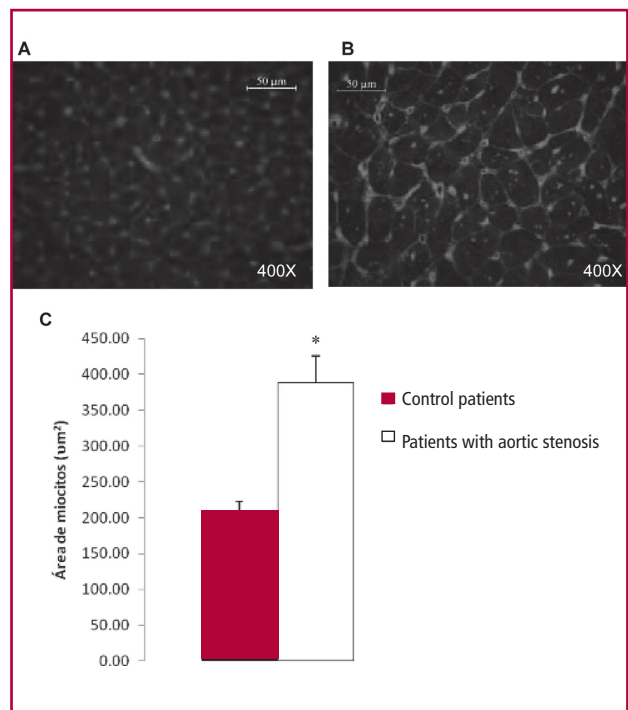 A
B
50 µm
50 µm
400X
400X
C
Área de miocitos (υm²)
450.00
400.00
350.00
300.00
250.00
200.00
150.00
100.00
50.00
0.00
*
Control patients
Patients with aortic stenosis